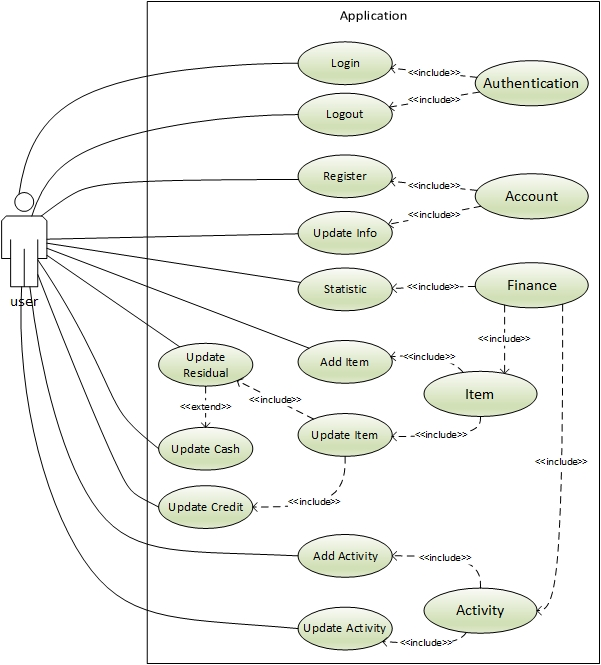 Application
Login
<<include>>
Authentication
<<include>>
Logout
Register
<<include>>
Account
<<include>>
Update Info
user
Statistic
<<include>>
Finance
<<include>>
Update
Residual
Add Item
<<include>>
Item
<<extend>>
<<include>>
Update Cash
Update Item
<<include>>
<<include>>
Update Credit
<<include>>
Add Activity
<<include>>
Activity
Update Activity
<<include>>